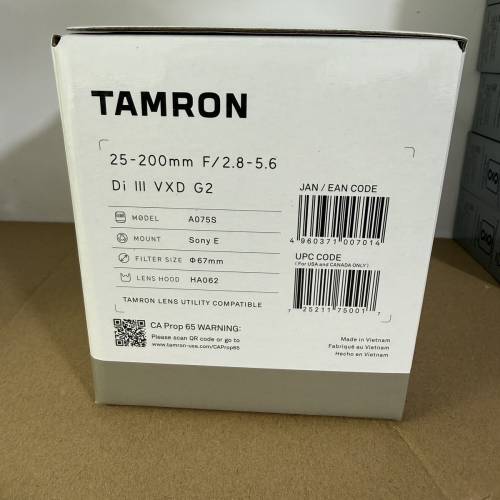 TAMRON
25-200mm F/2.8-5.6
Di III VXD G2
MODEL A075S
MOUNT Sony E
FILTER SIZE Φ67mm
LENS HOOD HA062
TAMRON LENS UTILITY COMPATIBLE
CA Prop 65 WARNING:
Please scan QR code or go to
www.tamron-usa.com/CAProp65
JAN / EAN CODE
4 960371 007014
UPC CODE
(For USA and CANADA ONLY)
7 25211 75001 7
Made in Vietnam
Fabriqué au Vietnam
Hecho en Vietnam